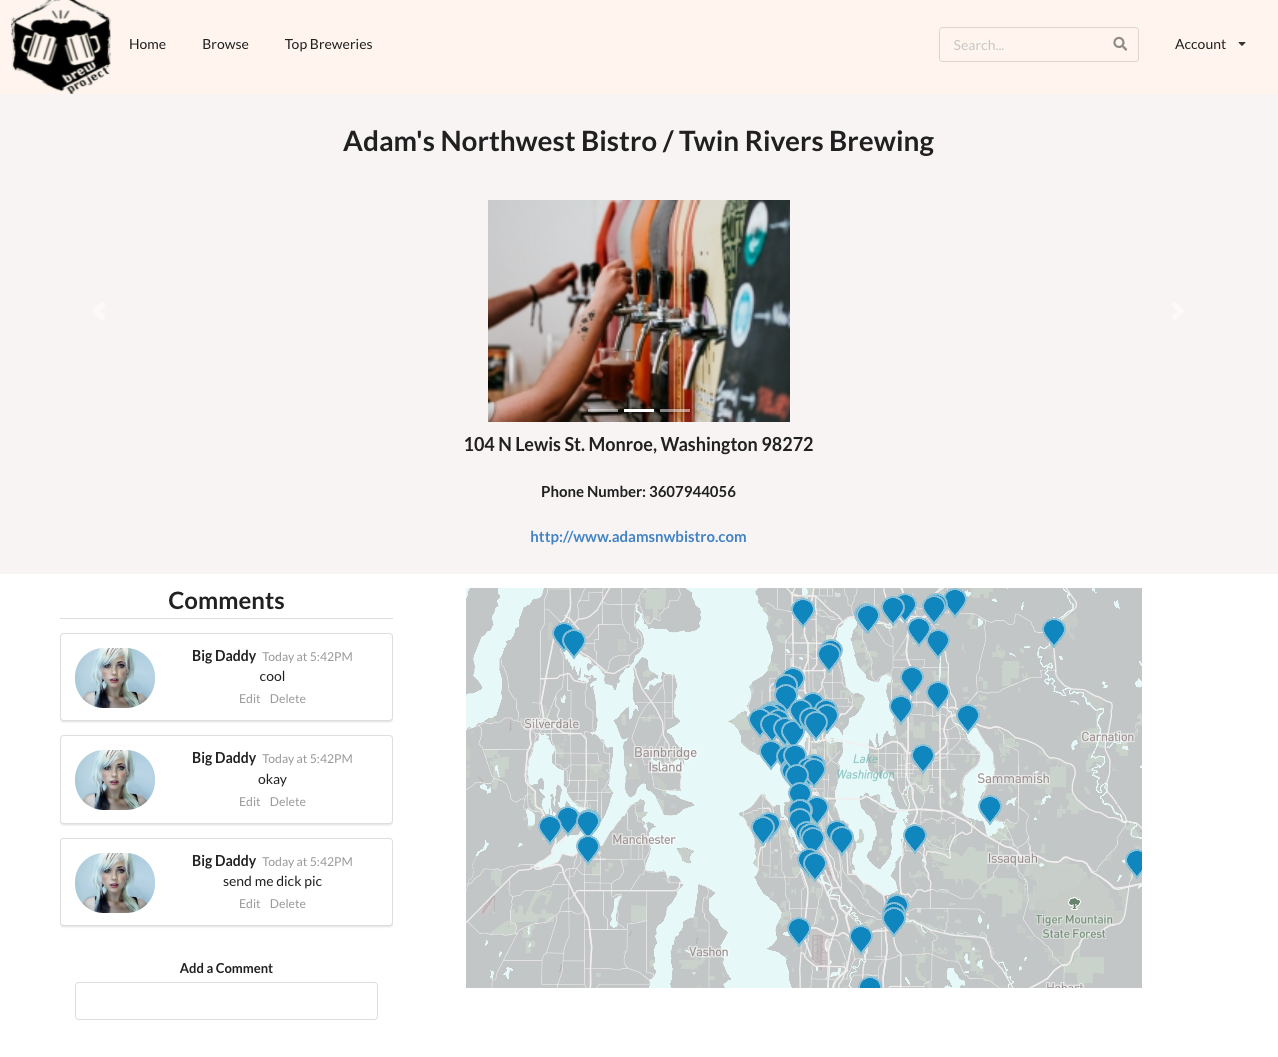 brew
project
Home
Browse
Top Breweries
Search...
Account
Adam's Northwest Bistro / Twin Rivers Brewing
104 N Lewis St. Monroe, Washington 98272
Phone Number: 3607944056
http://www.adamsnwbistro.com
Comments
Big Daddy Today at 5:42PM
cool
Edit Delete
Big Daddy Today at 5:42PM
okay
Edit Delete
Big Daddy Today at 5:42PM
send me dick pic
Edit Delete
Add a Comment
Silverdale
Bainbridge
Island
Carnation
Lake
Washington
Sammamish
Manchester
Issaquah
Tiger Mountain
State Forest
Vashon
Hobart